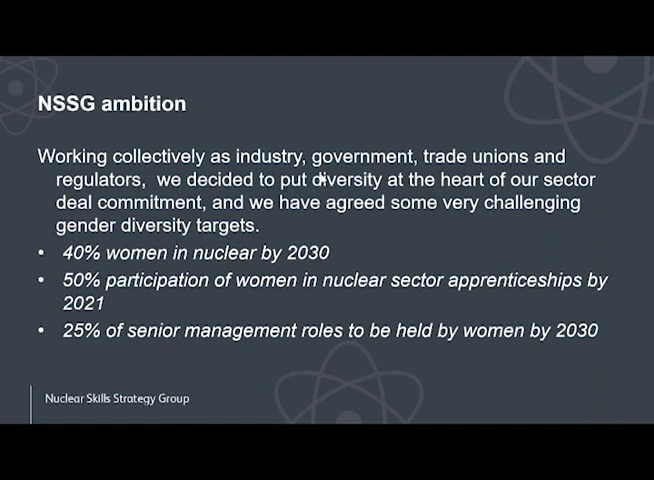 NSSG ambition
Working collectively as industry, government, trade unions and
regulators, we decided to put diversity at the heart of our sector
deal commitment, and we have agreed some very challenging
gender diversity targets.
• 40% women in nuclear by 2030
• 50% participation of women in nuclear sector apprenticeships by
2021
• 25% of senior management roles to be held by women by 2030
Nuclear Skills Strategy Group